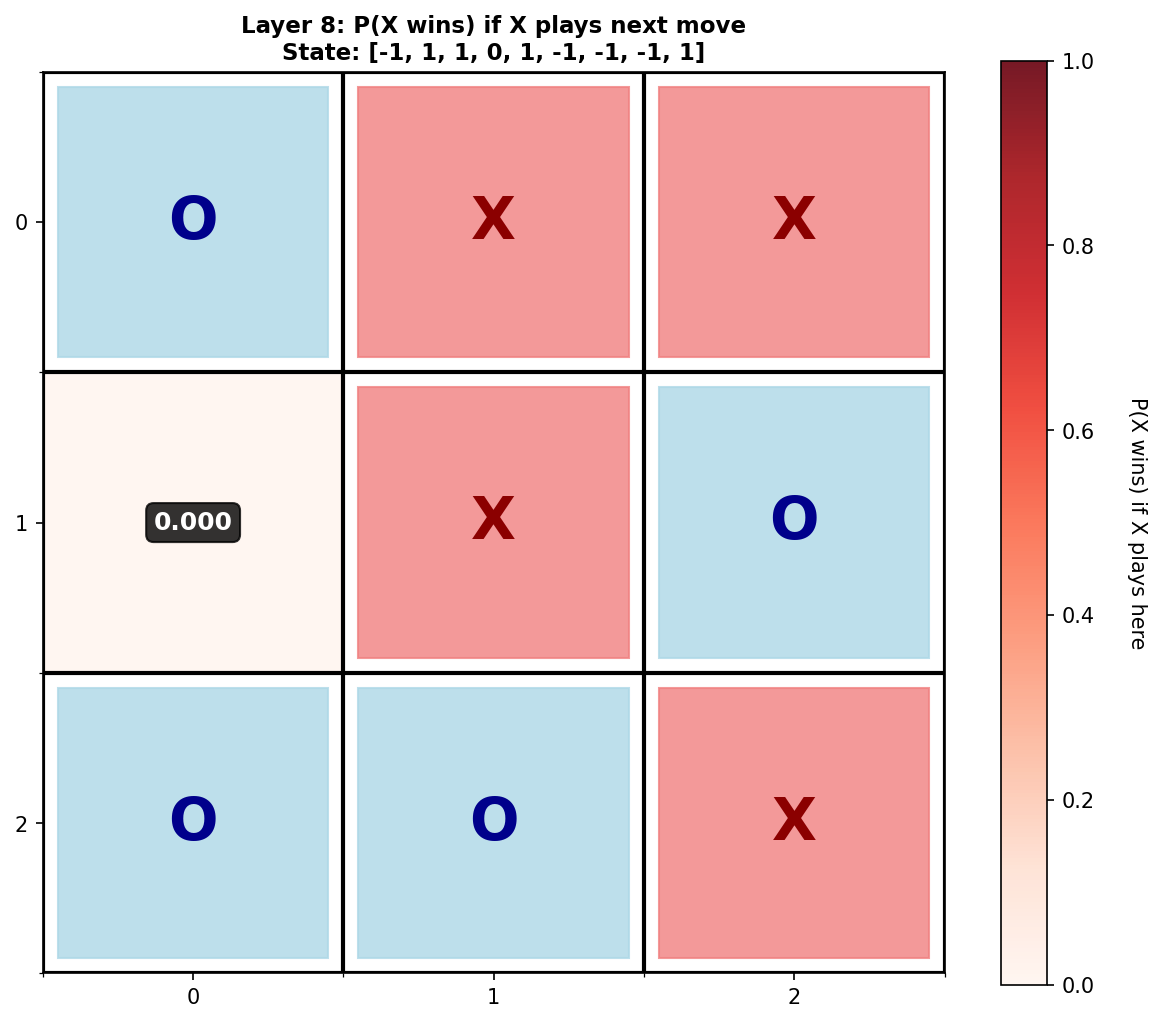 Layer 8: P(X wins) if X plays next move
State: [-1, 1, 1, 0, 1, -1, -1, -1, 1]
0 O X X
1 0.000 X O
2 O O X
0 1 2
1.0
0.8
0.6
0.4
0.2
0.0
P(X wins) if X plays here